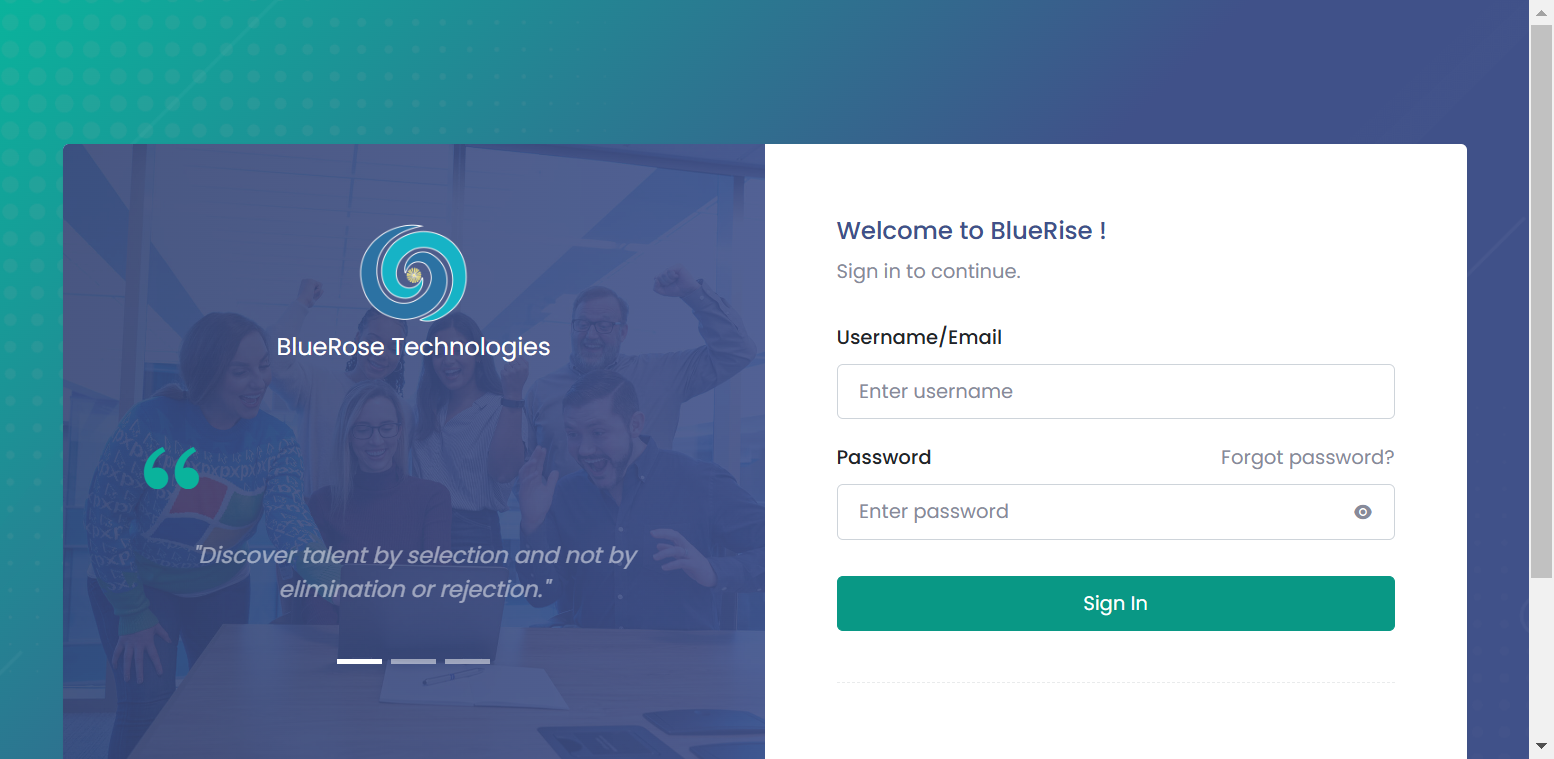 BlueRose Technologies
“
"Discover talent by selection and not by
elimination or rejection."
Welcome to BlueRise !
Sign in to continue.
Username/Email
Enter username
Password
Forgot password?
Enter password
Sign In